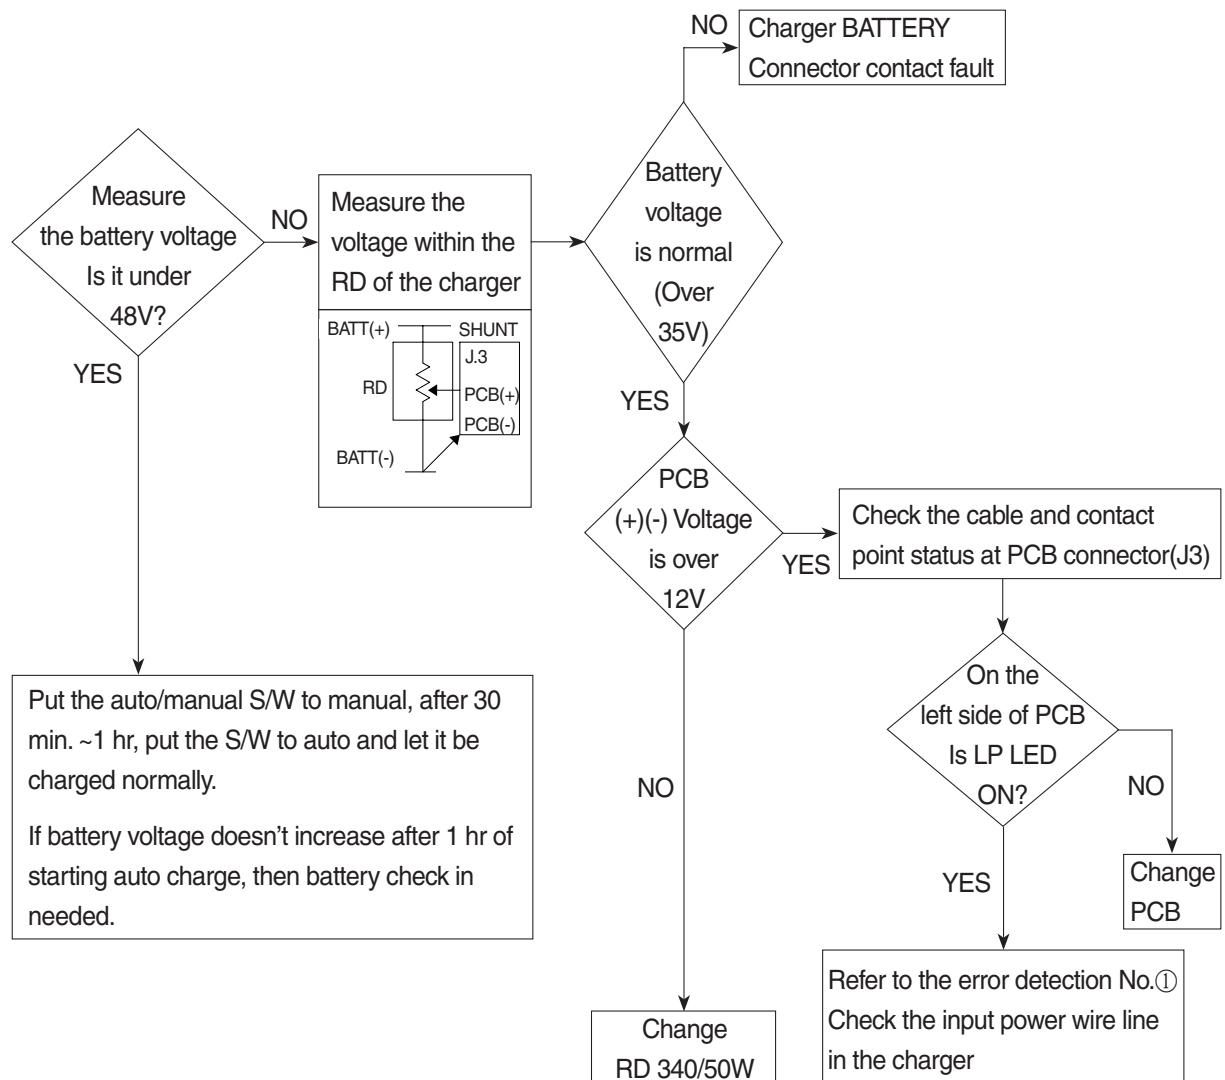 NO
Charger BATTERY
Connector contact fault
Measure
the battery voltage
Is it under
48V?
NO
Measure the
voltage within the
RD of the charger
BATT(+)
SHUNT
J.3
RD
PCB(+)
PCB(-)
BATT(-)
Battery
voltage
is normal
(Over
35V)
YES
YES
PCB
(+)(-) Voltage
is over
12V
YES
Check the cable and contact
point status at PCB connector(J3)
Put the auto/manual S/W to manual, after 30
min. ~1 hr, put the S/W to auto and let it be
charged normally.
If battery voltage doesn't increase after 1 hr of
starting auto charge, then battery check in
needed.
On the
left side of PCB
Is LP LED
ON?
NO
NO
YES
Change
PCB
Change
RD 340/50W
Refer to the error detection No.①
Check the input power wire line
in the charger